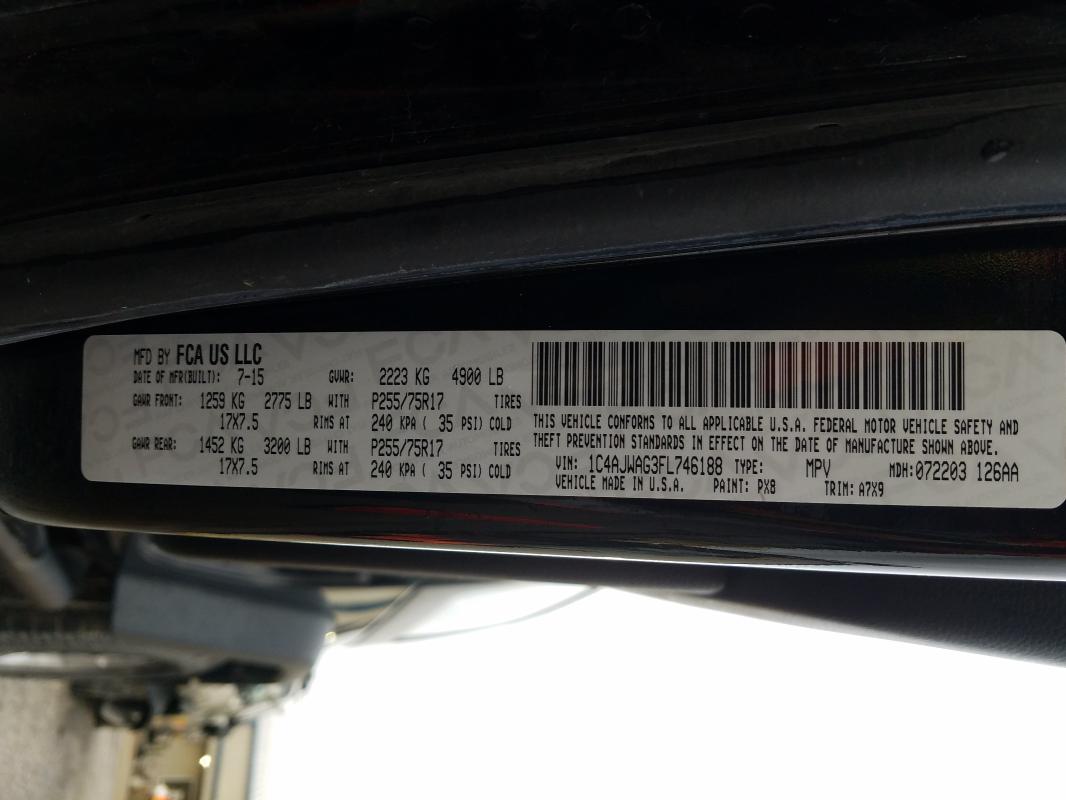 MFD BY FCA US LLC
DATE OF MFR(BUILT): 7-15 GVWR: 2223 KG 4900 LB
GAWR FRONT: 1259 KG 2775 LB WITH P255/75R17 TIRES
17X7.5 RIMS AT 240 KPA ( 35 PSI) COLD
GAWR REAR: 1452 KG 3200 LB WITH P255/75R17 TIRES
17X7.5 RIMS AT 240 KPA ( 35 PSI) COLD
THIS VEHICLE CONFORMS TO ALL APPLICABLE U.S.A. FEDERAL MOTOR VEHICLE SAFETY AND
THEFT PREVENTION STANDARDS IN EFFECT ON THE DATE OF MANUFACTURE SHOWN ABOVE.
VIN: 1C4AJWAG3FL746188 TYPE: MPV MDH:072203 126AA
VEHICLE MADE IN U.S.A. PAINT: PX8 TRIM: A7X9